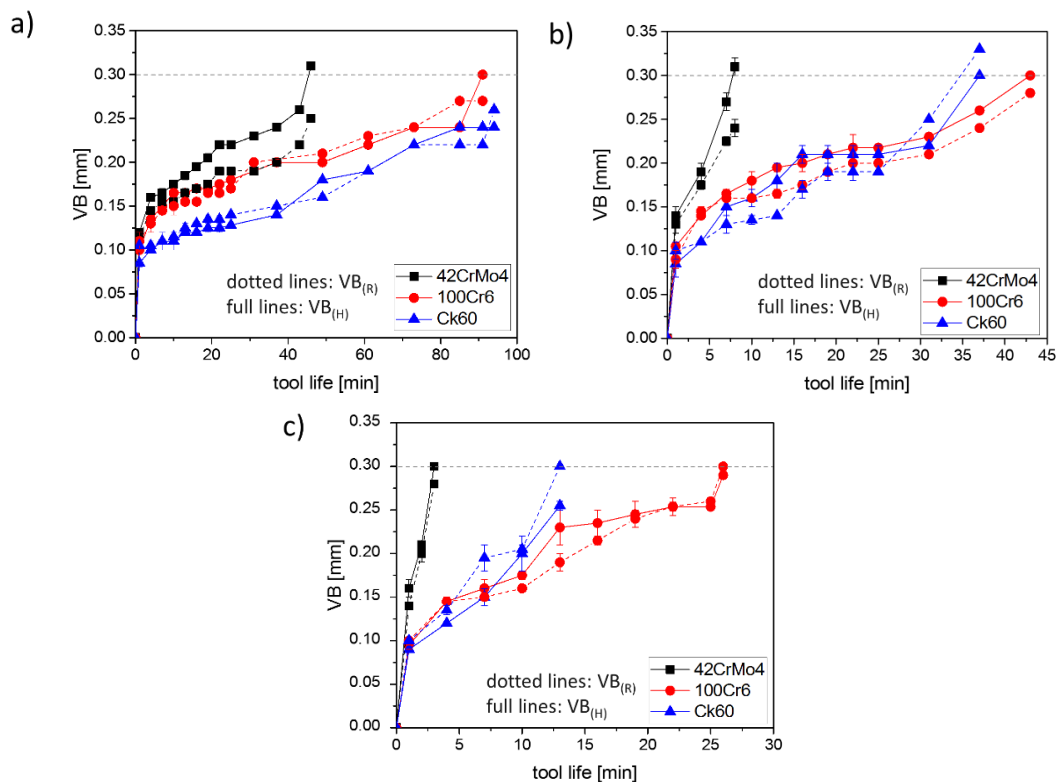 a)
VB [mm]
0.35
0.30
0.25
0.20
0.15
0.10
0.05
0.00
dotted lines: VB(R)
full lines: VB(H)
42CrMo4
100Cr6
Ck60
0 20 40 60 80 100
tool life [min]
b)
VB [mm]
0.35
0.30
0.25
0.20
0.15
0.10
0.05
0.00
dotted lines: VB(R)
full lines: VB(H)
42CrMo4
100Cr6
Ck60
0 5 10 15 20 25 30 35 40 45
tool life [min]
c)
VB [mm]
0.35
0.30
0.25
0.20
0.15
0.10
0.05
0.00
dotted lines: VB(R)
full lines: VB(H)
42CrMo4
100Cr6
Ck60
0 5 10 15 20 25 30
tool life [min]